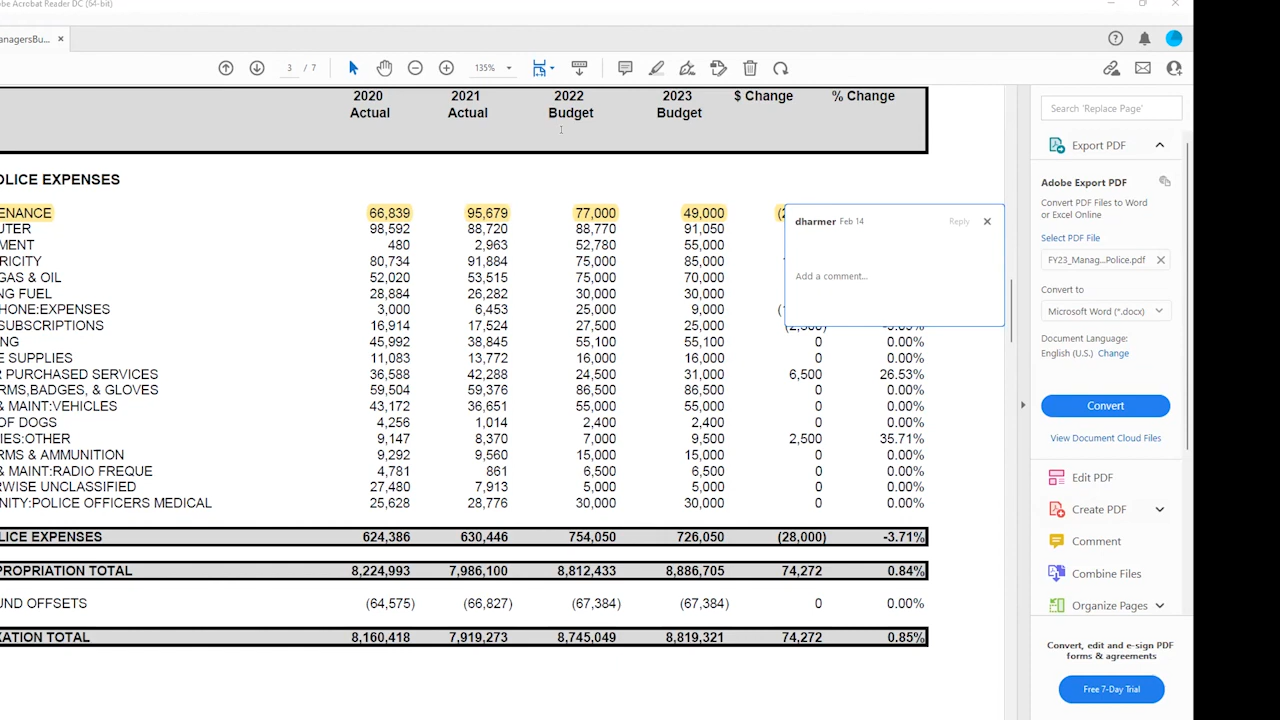 obe Acrobat Reader DC (64-bit)
anagersBu... ×
3 / 7 135%
2020 2021 2022 2023 $ Change % Change
Actual Actual Budget Budget
OLICE EXPENSES
ENANCE 66,839 95,679 77,000 49,000 (2
UTER 98,592 88,720 88,770 91,050
MENT 480 2,963 52,780 55,000
RICITY 80,734 91,884 75,000 85,000
GAS & OIL 52,020 53,515 75,000 70,000
NG FUEL 28,884 26,282 30,000 30,000
HONE:EXPENSES 3,000 6,453 25,000 9,000 (
SUBSCRIPTIONS 16,914 17,524 27,500 25,000 (2,500)
NG 45,992 38,845 55,100 55,100 0 0.00%
E SUPPLIES 11,083 13,772 16,000 16,000 0 0.00%
R PURCHASED SERVICES 36,588 42,288 24,500 31,000 6,500 26.53%
RMS,BADGES, & GLOVES 59,504 59,376 86,500 86,500 0 0.00%
& MAINT:VEHICLES 43,172 36,651 55,000 55,000 0 0.00%
OF DOGS 4,256 1,014 2,400 2,400 0 0.00%
IES:OTHER 9,147 8,370 7,000 9,500 2,500 35.71%
RMS & AMMUNITION 9,292 9,560 15,000 15,000 0 0.00%
& MAINT:RADIO FREQUE 4,781 861 6,500 6,500 0 0.00%
RWISE UNCLASSIFIED 27,480 7,913 5,000 5,000 0 0.00%
NITY:POLICE OFFICERS MEDICAL 25,628 28,776 30,000 30,000 0 0.00%
LICE EXPENSES 624,386 630,446 754,050 726,050 (28,000) -3.71%
PROPRIATION TOTAL 8,224,993 7,986,100 8,812,433 8,886,705 74,272 0.84%
UND OFFSETS (64,575) (66,827) (67,384) (67,384) 0 0.00%
XATION TOTAL 8,160,418 7,919,273 8,745,049 8,819,321 74,272 0.85%
dharmer Feb 14 Reply ×
Add a comment...
Search 'Replace Page'
Export PDF
Adobe Export PDF
Convert PDF Files to Word
or Excel Online
Select PDF File
FY23_Manag...Police.pdf ×
Convert to
Microsoft Word (*.docx)
Document Language:
English (U.S.) Change
Convert
View Document Cloud Files
Edit PDF
Create PDF
Comment
Combine Files
Organize Pages
Convert, edit and e-sign PDF
forms & agreements
Free 7-Day Trial